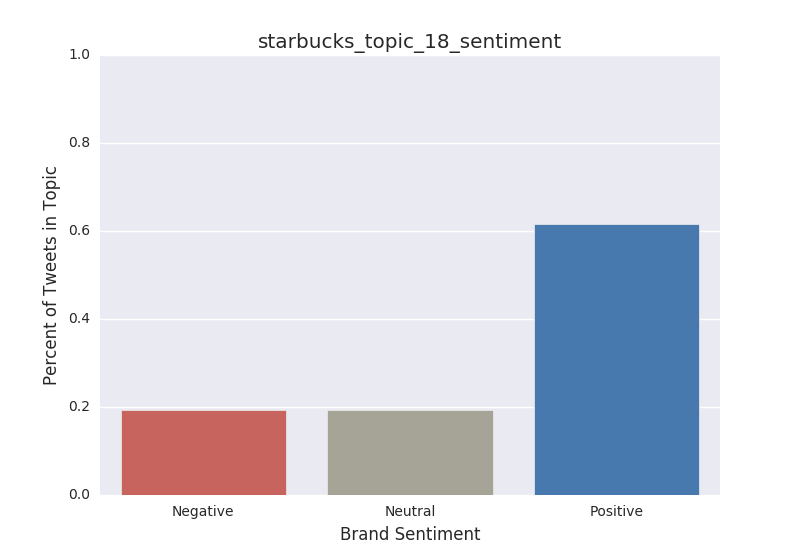 starbucks_topic_18_sentiment
1.0
0.8
0.6
0.4
0.2
0.0
Percent of Tweets in Topic
Negative
Neutral
Positive
Brand Sentiment